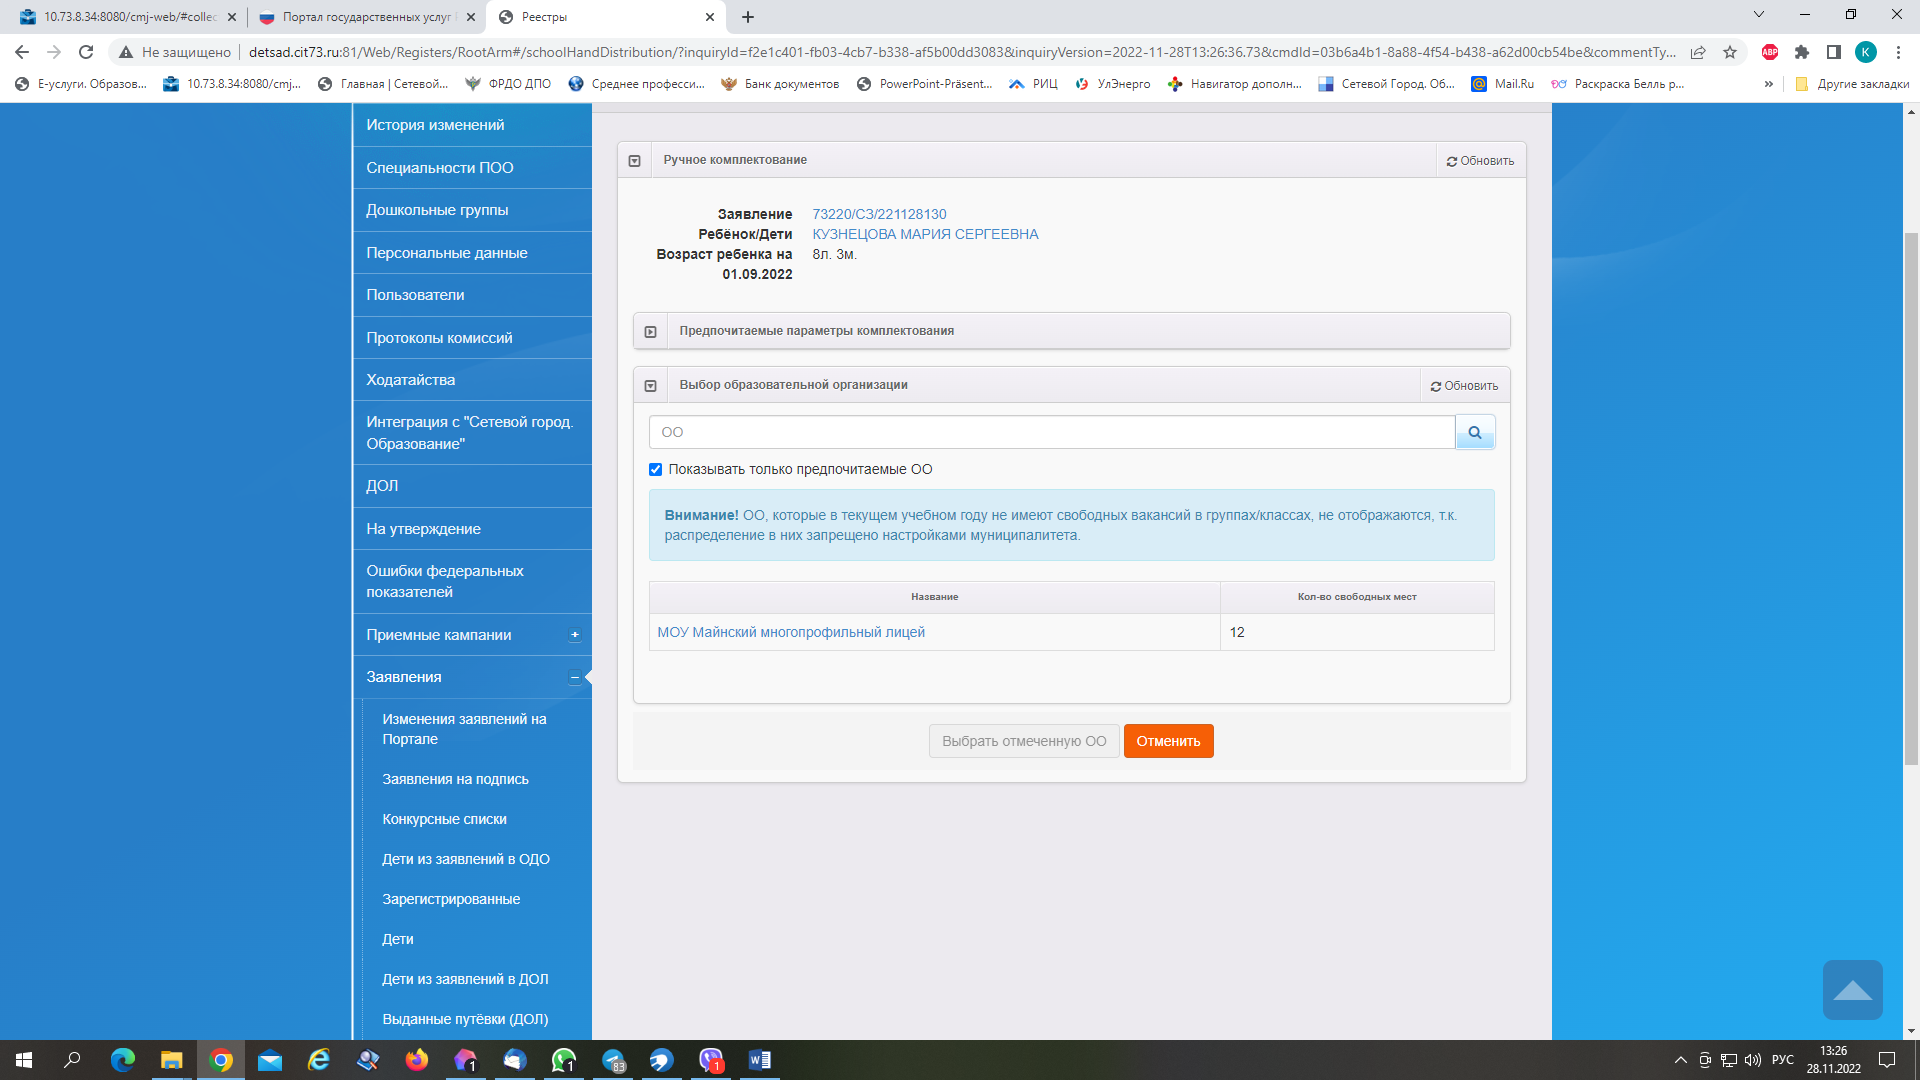 10.73.8.34:8080/cmj-web/#collec
Портал государственных услуг
Реестры
Не защищено
detsad.cit73.ru:81/Web/Registers/RootArm#/schoolHandDistribution/?inquiryId=f2e1c401-fb03-4cb7-b338-af5b00dd3083&inquiryVersion=2022-11-28T13:26:36.73&cmdId=03b6a4b1-8a88-4f54-b438-a62d00cb54be&commentTy...
ABP
K
Е-услуги. Образов...
10.73.8.34:8080/cmj...
Главная | Сетевой...
ФРДО ДПО
Среднее професси...
Банк документов
PowerPoint-Präsent...
РИЦ
УлЭнерго
Навигатор дополн...
Сетевой Город. Об...
Mail.Ru
Раскраска Белль р...
»
Другие закладки
История изменений
Специальности ПОО
Дошкольные группы
Персональные данные
Пользователи
Протоколы комиссий
Ходатайства
Интеграция с "Сетевой город.
Образование"
ДОЛ
На утверждение
Ошибки федеральных
показателей
Приемные кампании
Заявления
Изменения заявлений на
Портале
Заявления на подпись
Конкурсные списки
Дети из заявлений в ОДО
Зарегистрированные
Дети
Дети из заявлений в ДОЛ
Выданные путёвки (ДОЛ)
Ручное комплектование
Обновить
Заявление 73220/СЗ/221128130
Ребёнок/Дети КУЗНЕЦОВА МАРИЯ СЕРГЕЕВНА
Возраст ребенка на 8л. 3м.
01.09.2022
Предпочитаемые параметры комплектования
Выбор образовательной организации
Обновить
ОО
Показывать только предпочитаемые ОО
Внимание! ОО, которые в текущем учебном году не имеют свободных вакансий в группах/классах, не отображаются, т.к.
распределение в них запрещено настройками муниципалитета.
Название Кол-во свободных мест
МОУ Майнский многопрофильный лицей 12
Выбрать отмеченную ОО
Отменить
1
1
83
1
РУС
13:26
28.11.2022